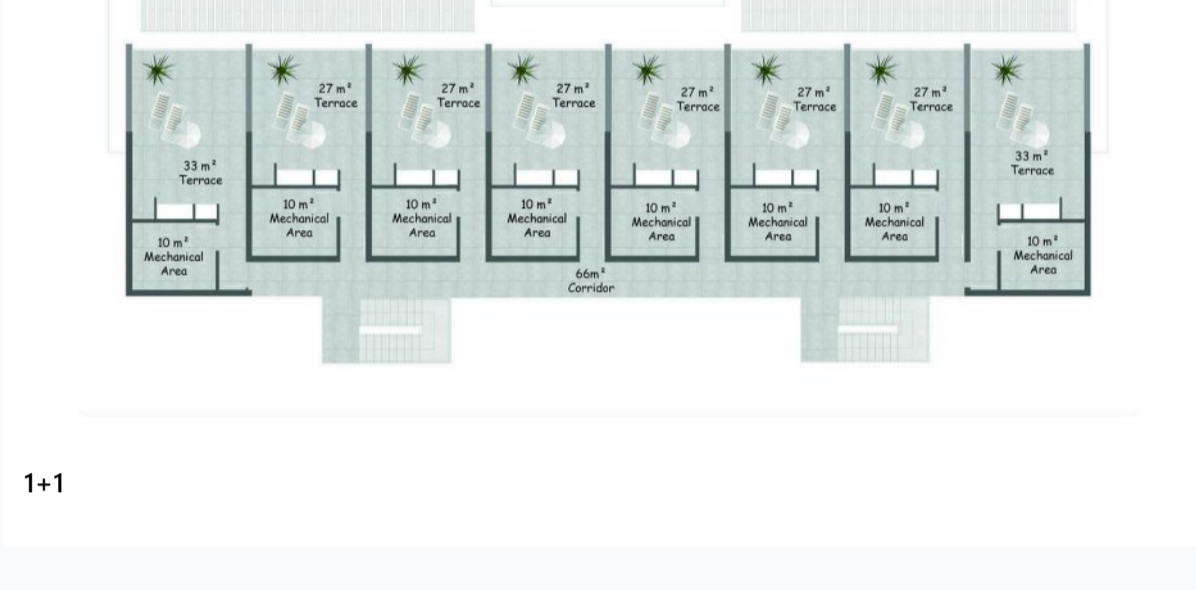 27 m²
Terrace
27 m²
Terrace
27 m²
Terrace
27 m²
Terrace
27 m²
Terrace
27 m²
Terrace
33 m²
Terrace
33 m²
Terrace
10 m²
Mechanical
Area
10 m²
Mechanical
Area
10 m²
Mechanical
Area
10 m²
Mechanical
Area
10 m²
Mechanical
Area
10 m²
Mechanical
Area
10 m²
Mechanical
Area
10 m²
Mechanical
Area
66m²
Corridor
1+1